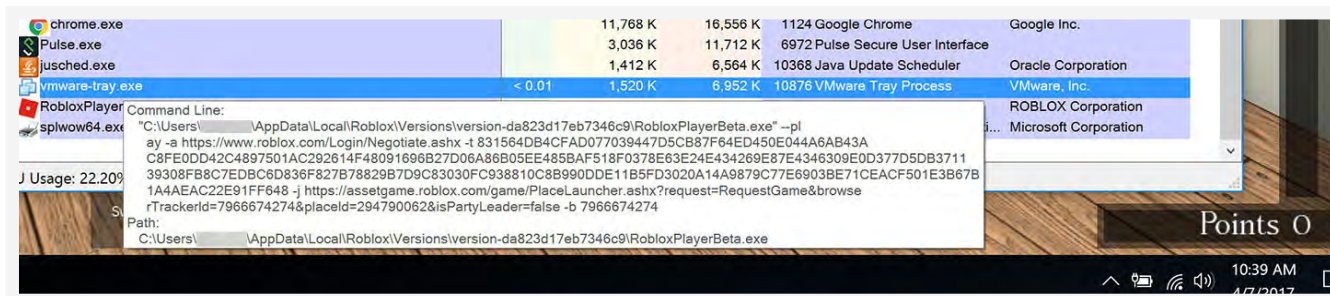 chrome.exe 11,768 K 16,556 K 1124 Google Chrome Google Inc.
Pulse.exe 3,036 K 11,712 K 6972 Pulse Secure User Interface
jusched.exe 1,412 K 6,564 K 10368 Java Update Scheduler Oracle Corporation
vmware-tray.exe < 0.01 1,520 K 6,952 K 10876 VMware Tray Process VMware, Inc.
RobloxPlayer ROBLOX Corporation
splwow64.exe Microsoft Corporation
Command Line:
"C:\Users\ \AppData\Local\Roblox\Versions\version-da823d17eb7346c9\RobloxPlayerBeta.exe" --pl
ay -a https://www.roblox.com/Login/Negotiate.ashx -t 831564DB4CFAD077039447D5CB87F64ED450E044A6AB43A
C8FE0DD42C4897501AC292614F48091696B27D06A86B05EE485BAF518F0378E63E24E434269E87E4346309E0D377D5DB3711
39308FB8C7EDBC6D836F827B78829B7D9C83030FC938810C8B990DDE11B5FD3020A14A9879C77E6903BE71CEACF501E3B67B
1A4AEAC22E91FF648 -j https://assetgame.roblox.com/game/PlaceLauncher.ashx?request=RequestGame&browse
rTrackerId=7966674274&placeId=294790062&isPartyLeader=false -b 7966674274
Path:
C:\Users\ \AppData\Local\Roblox\Versions\version-da823d17eb7346c9\RobloxPlayerBeta.exe
U Usage: 22.20%
Points 0
10:39 AM
4/7/2017